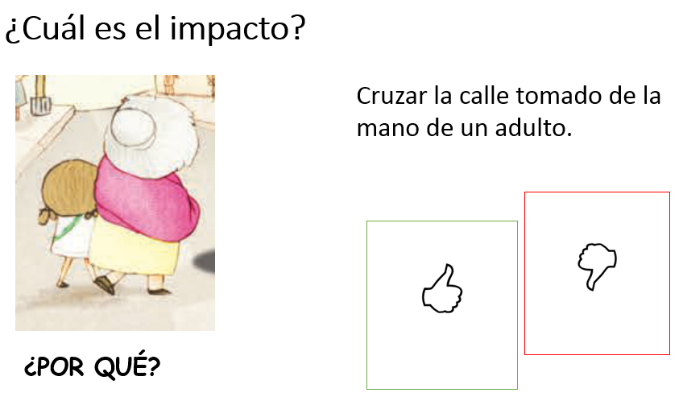 ¿Cuál es el impacto?
Cruzar la calle tomado de la
mano de un adulto.
¿POR QUÉ?